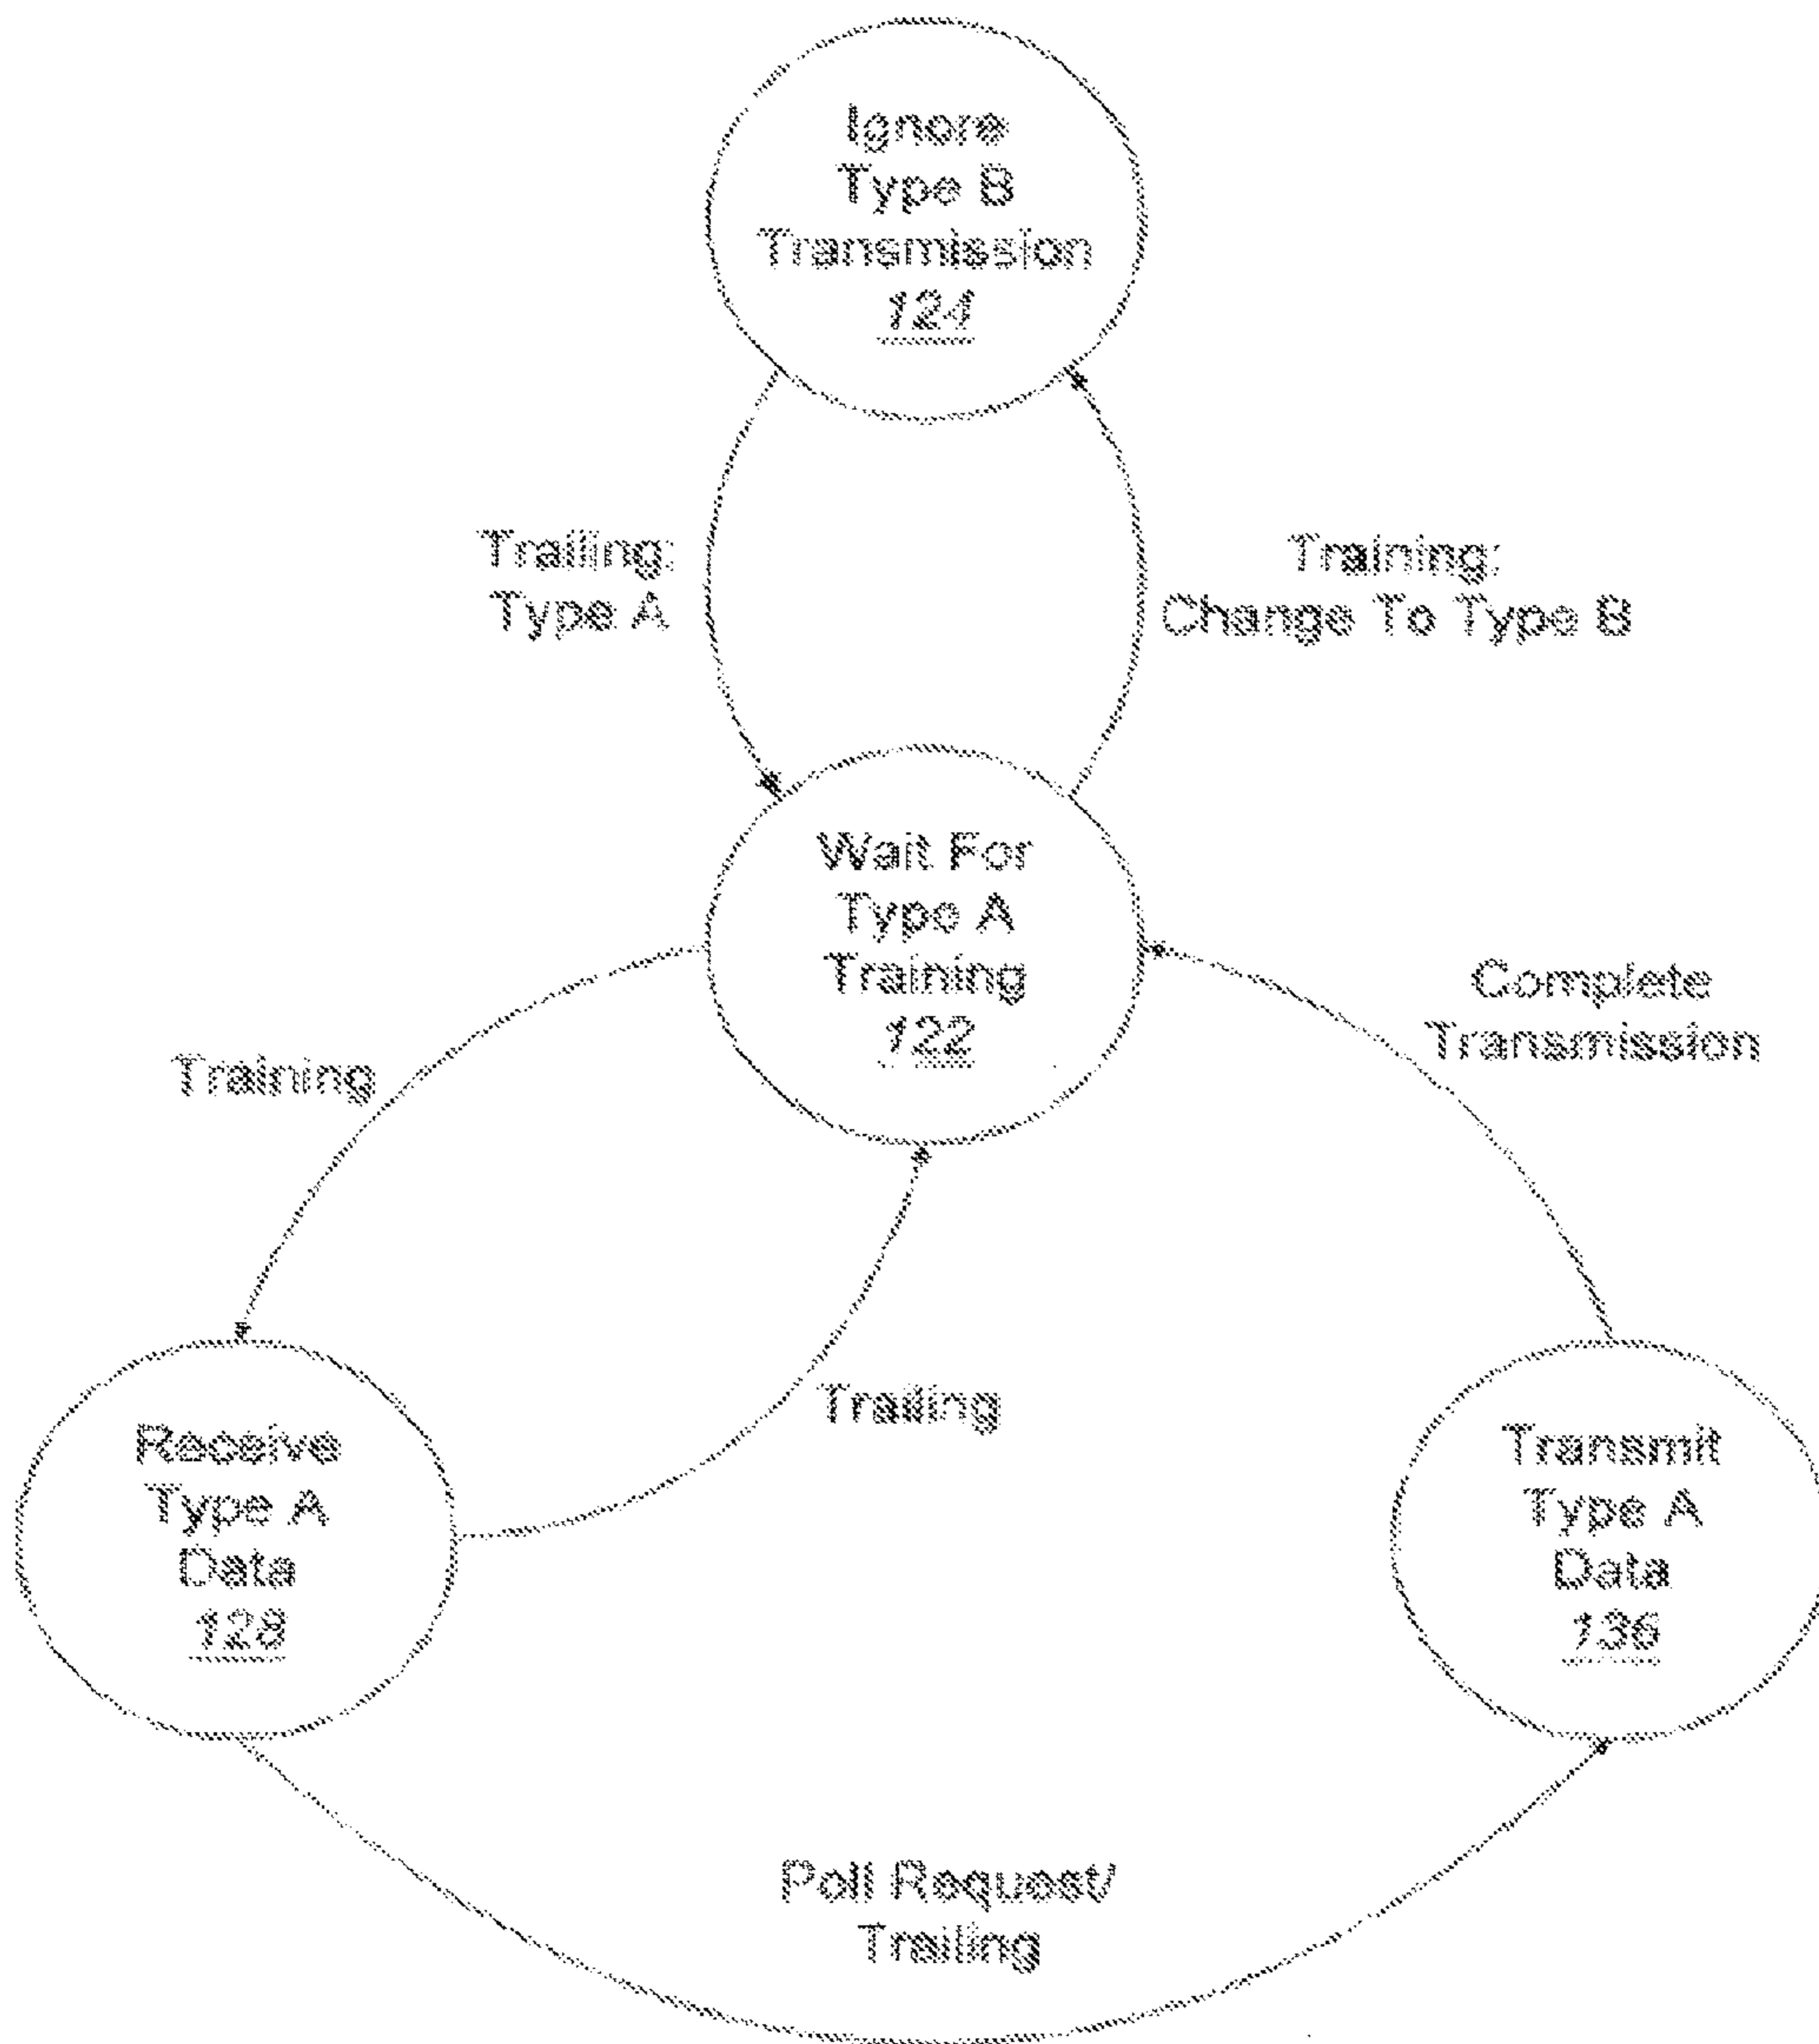 Ignore
Type B
Transmission
124
Trailing:
Type A
Training:
Change To Type B
Wait For
Type A
Training
122
Complete
Transmission
Training
Trailing
Receive
Type A
Data
128
Transmit
Type A
Data
136
Poll Request/
Trailing